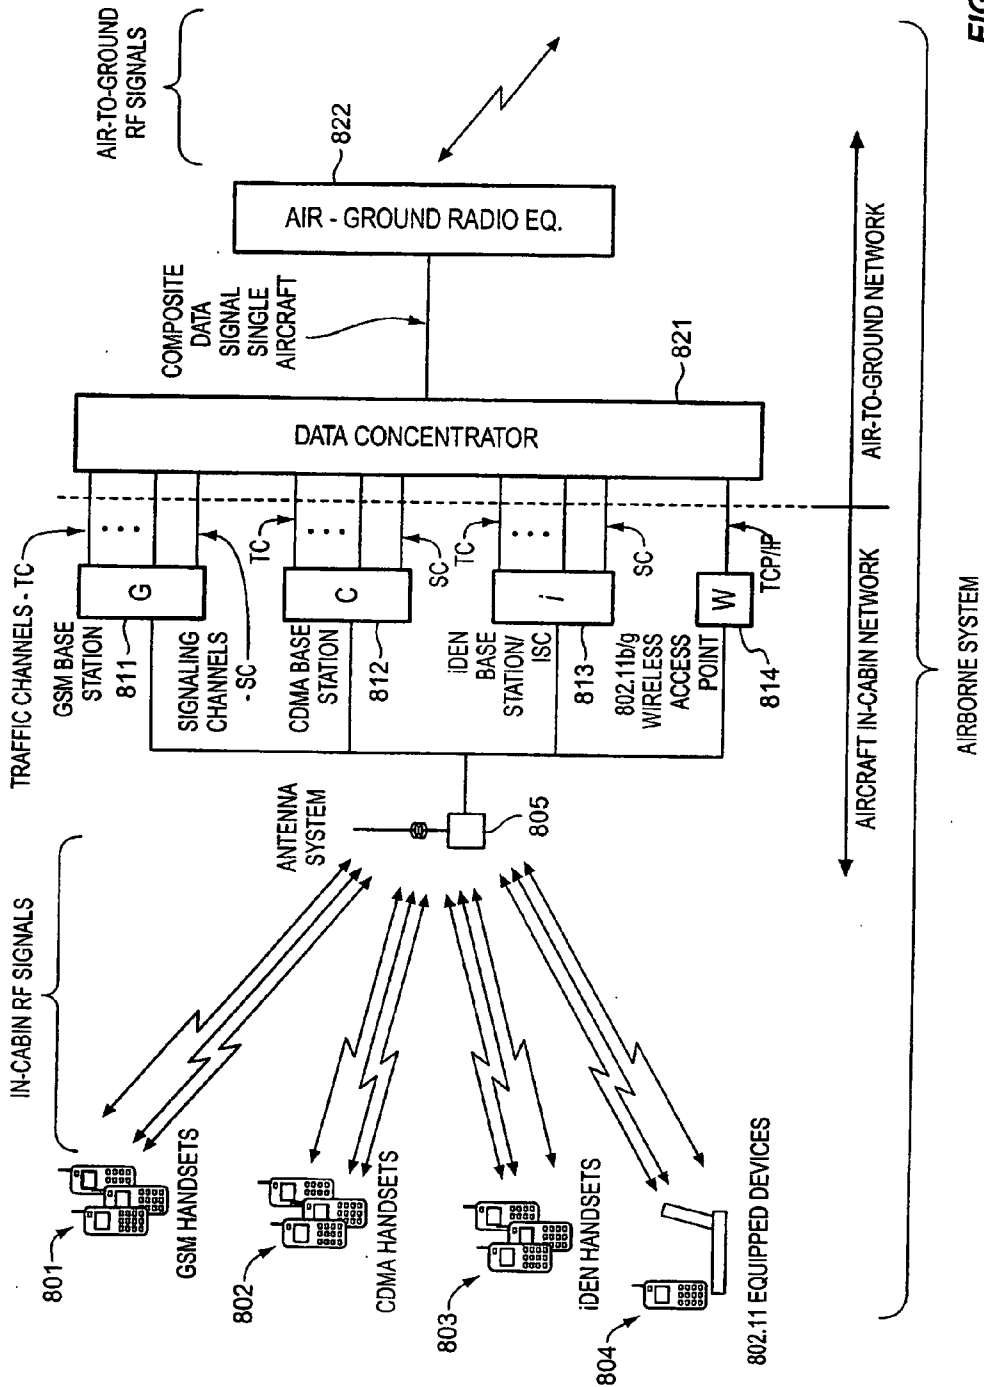 FIG
IN-CABIN RF SIGNALS
AIR-TO-GROUND
RF SIGNALS
TRAFFIC CHANNELS - TC
GSM BASE
STATION
811
SIGNALING
CHANNELS
- SC
G
801
GSM HANDSETS
ANTENNA
SYSTEM
805
TC
SC
CDMA BASE
STATION
812
C
802
CDMA HANDSETS
TC
SC
iDEN
BASE
STATION/
ISC
813
i
803
iDEN HANDSETS
802.11b/g
WIRELESS
ACCESS
POINT
814
W
TCP/IP
804
802.11 EQUIPPED DEVICES
DATA CONCENTRATOR
821
COMPOSITE
DATA
SIGNAL
SINGLE
AIRCRAFT
AIR - GROUND RADIO EQ.
822
AIRCRAFT IN-CABIN NETWORK
AIR-TO-GROUND NETWORK
AIRBORNE SYSTEM